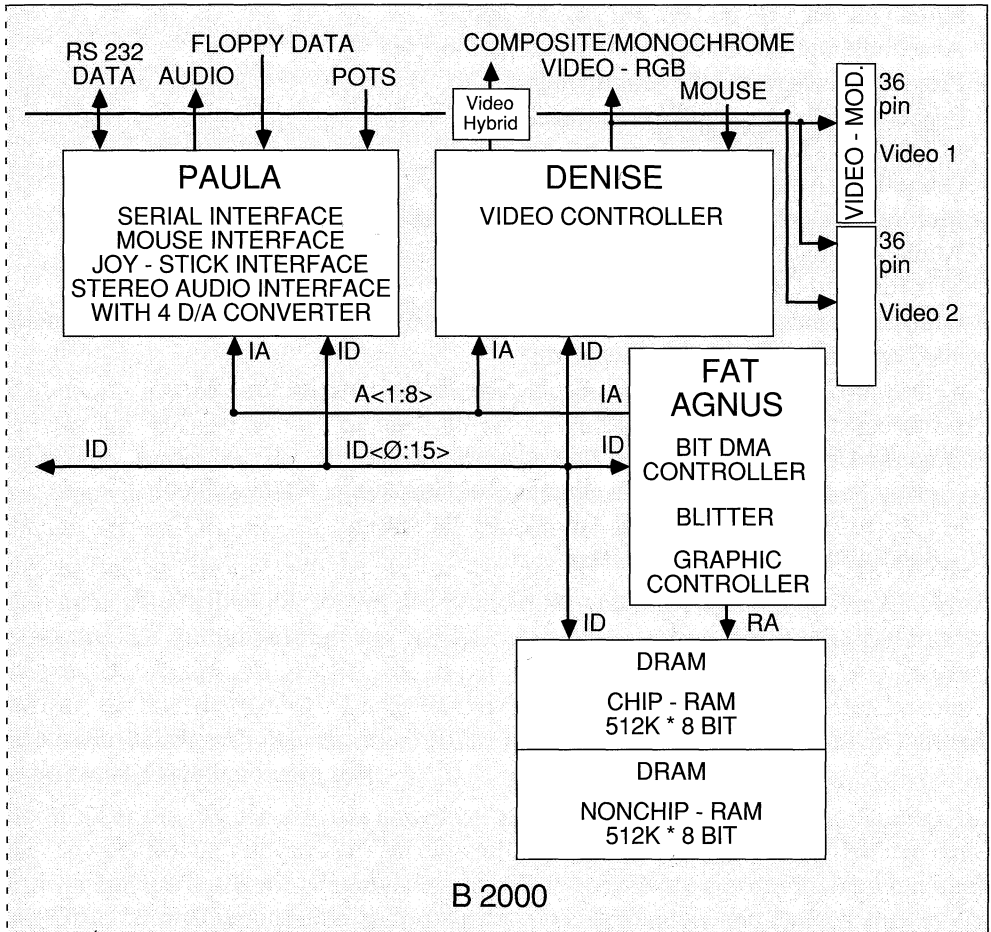 RS 232
DATA
AUDIO
FLOPPY DATA
POTS
COMPOSITE/MONOCHROME
VIDEO - RGB
MOUSE
Video
Hybrid
VIDEO - MOD.
36
pin
Video 1
36
pin
Video 2
PAULA
SERIAL INTERFACE
MOUSE INTERFACE
JOY - STICK INTERFACE
STEREO AUDIO INTERFACE
WITH 4 D/A CONVERTER
DENISE
VIDEO CONTROLLER
IA
ID
IA
ID
A<1:8>
IA
ID
ID<Ø:15>
ID
FAT
AGNUS
BIT DMA
CONTROLLER
BLITTER
GRAPHIC
CONTROLLER
ID
RA
DRAM
CHIP - RAM
512K * 8 BIT
DRAM
NONCHIP - RAM
512K * 8 BIT
B 2000